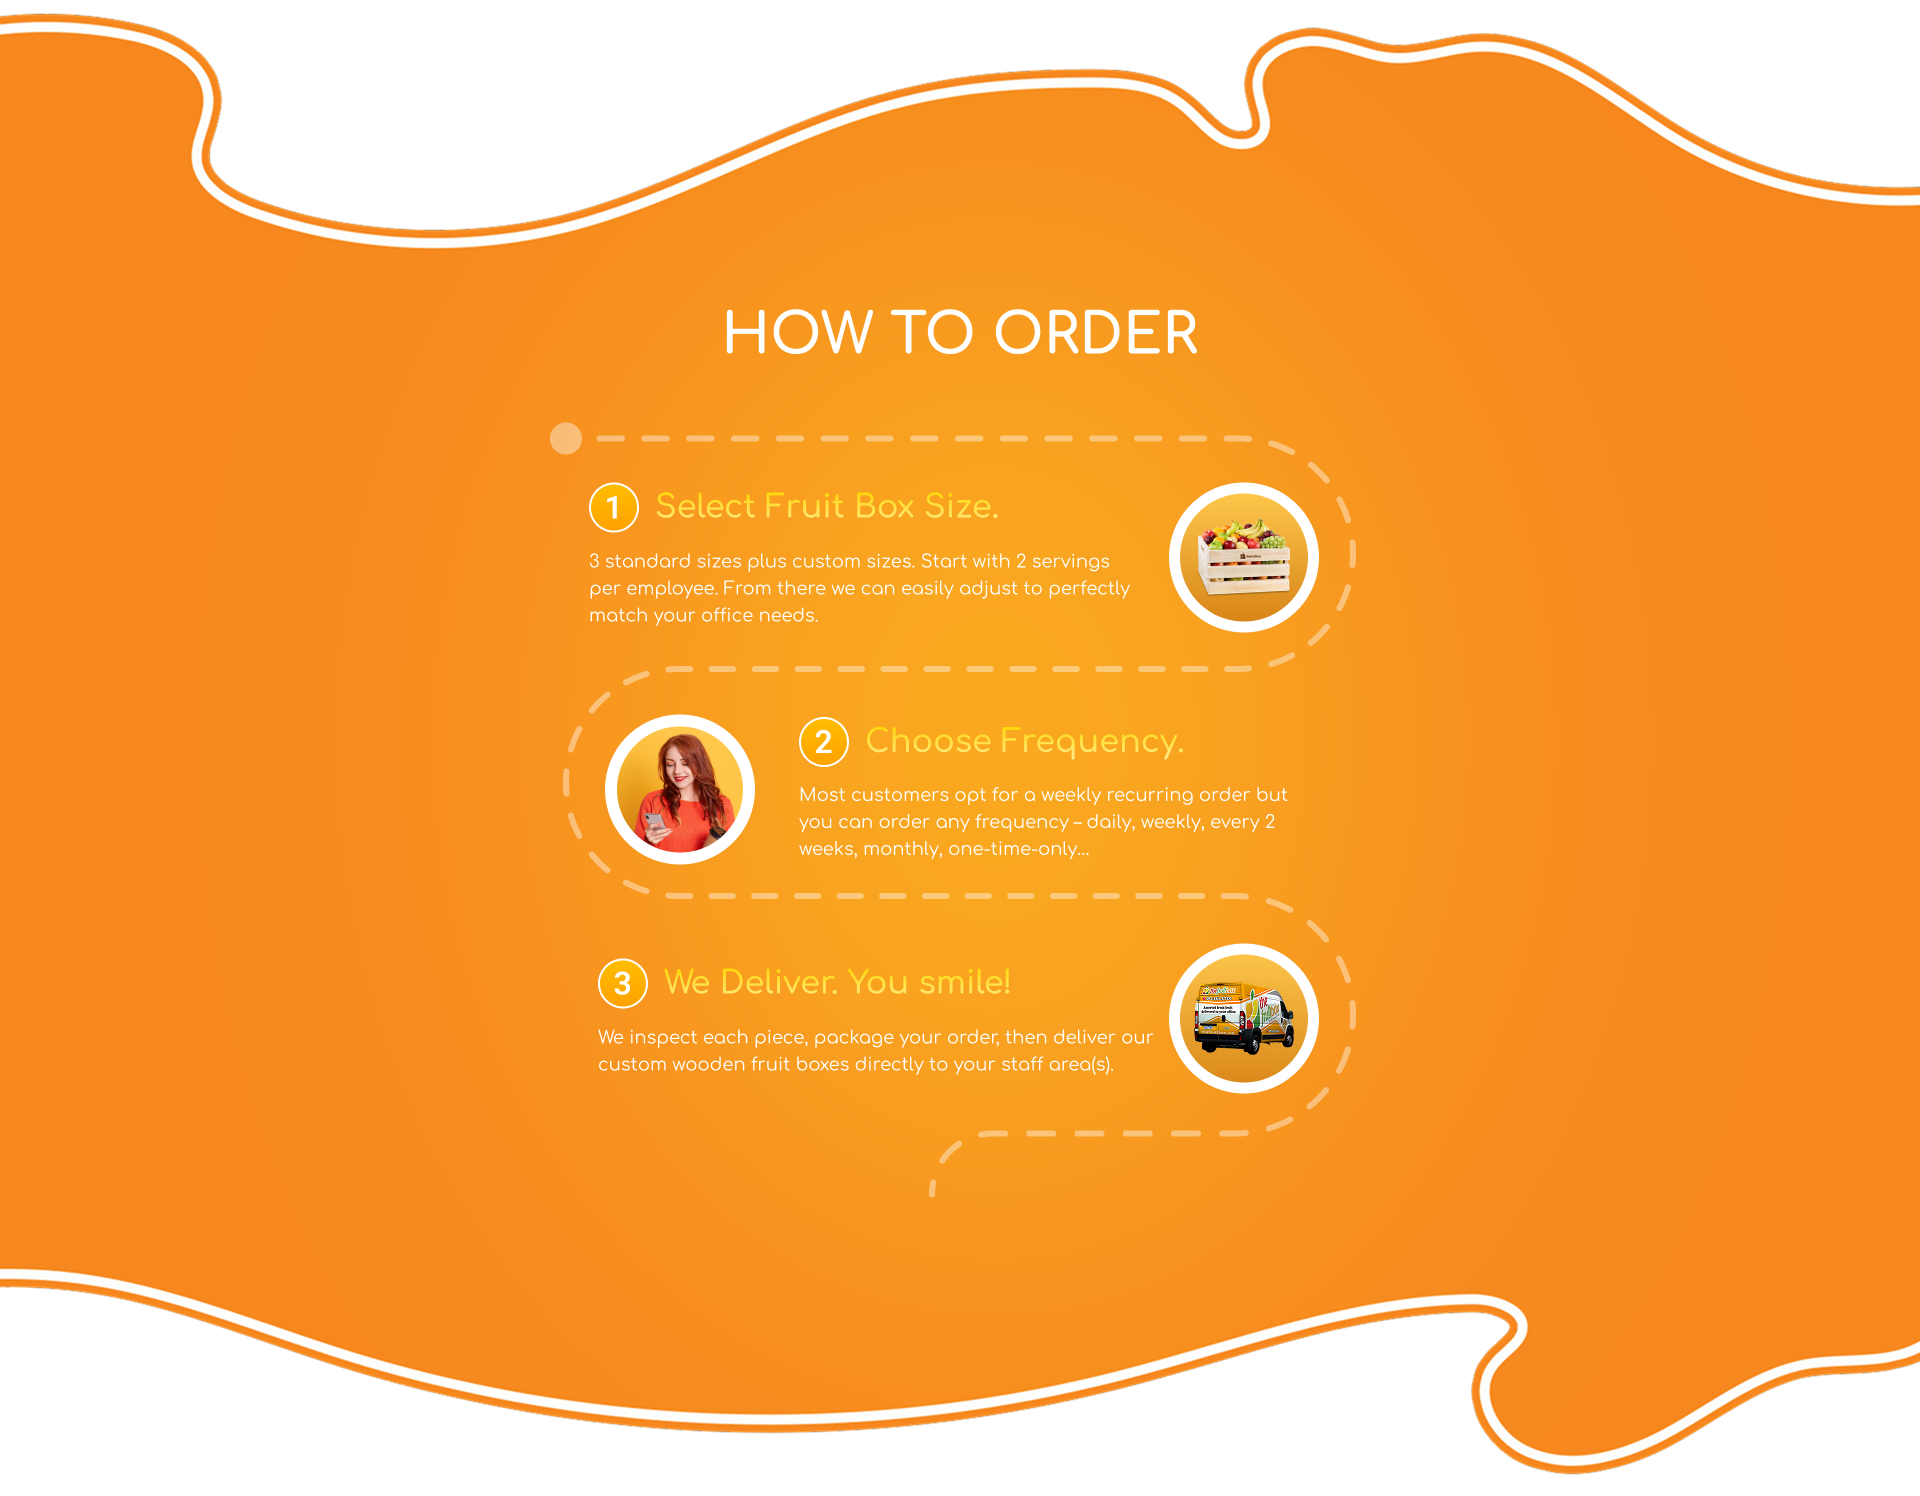 HOW TO ORDER
1 Select Fruit Box Size.
3 standard sizes plus custom sizes. Start with 2 servings
per employee. From there we can easily adjust to perfectly
match your office needs.
2 Choose Frequency.
Most customers opt for a weekly recurring order but
you can order any frequency – daily, weekly, every 2
weeks, monthly, one-time-only...
3 We Deliver. You smile!
We inspect each piece, package your order, then deliver our
custom wooden fruit boxes directly to your staff area(s).